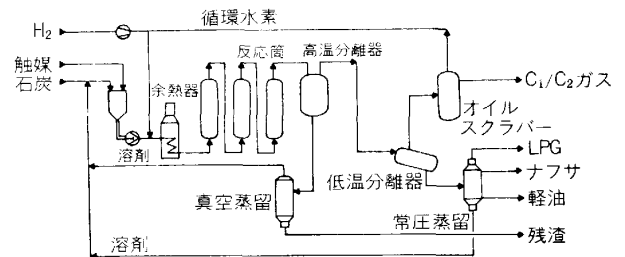 循環水素
H₂
反応筒
高温分離器
触媒
石炭
余熱器
C₁/C₂ガス
オイル
スクラバー
溶剤
LPG
ナフサ
低温分離器
真空蒸留
軽油
常圧蒸留
残渣
溶剤